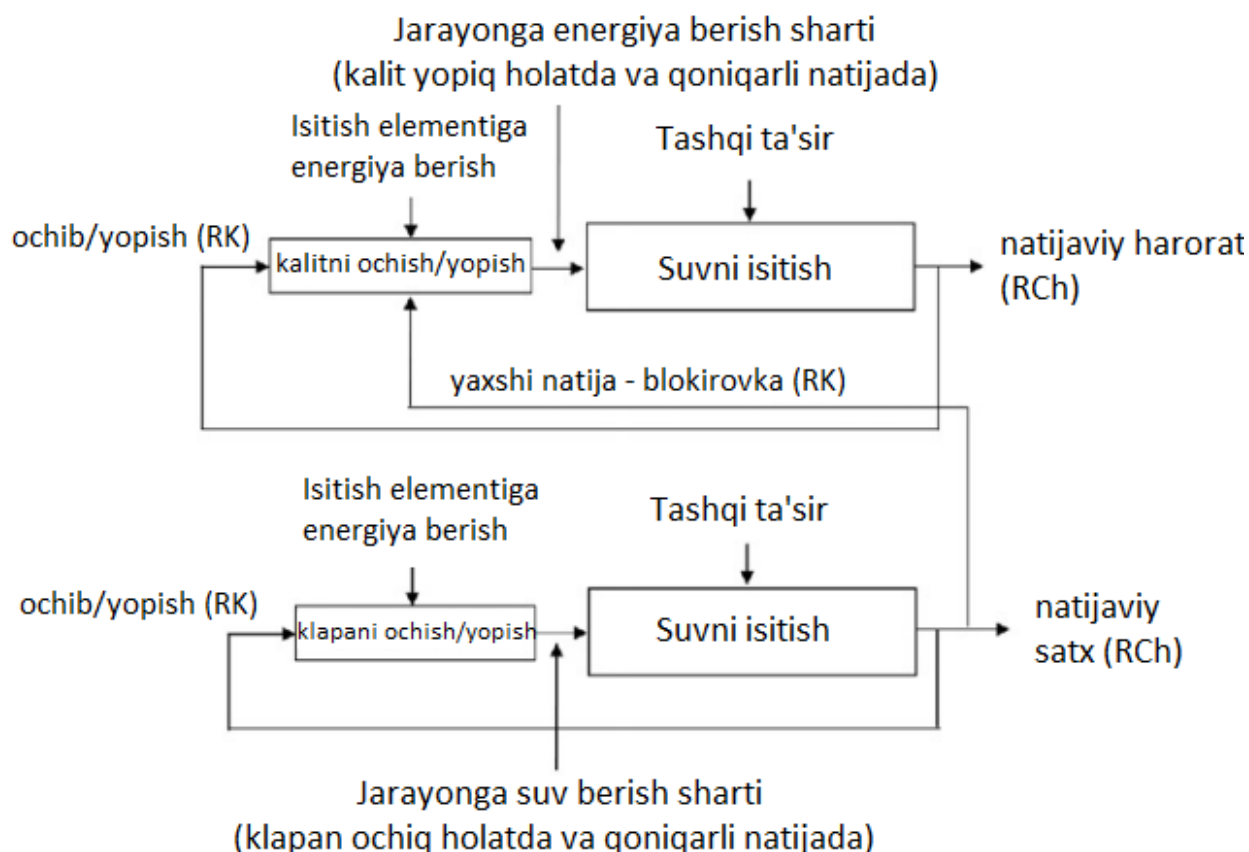 Jarayonga energiya berish sharti
(kalit yopiq holatda va qoniqarli natijada)
Isitish elementiga
energiya berish
Tashqi ta'sir
ochib/yopish (RK)
kalitni ochish/yopish
Suvni isitish
natijaviy harorat
(RCh)
yaxshi natija - blokirovka (RK)
Isitish elementiga
energiya berish
Tashqi ta'sir
ochib/yopish (RK)
klapani ochish/yopish
Suvni isitish
natijaviy
satx (RCh)
Jarayonga suv berish sharti
(klapan ochiq holatda va qoniqarli natijada)